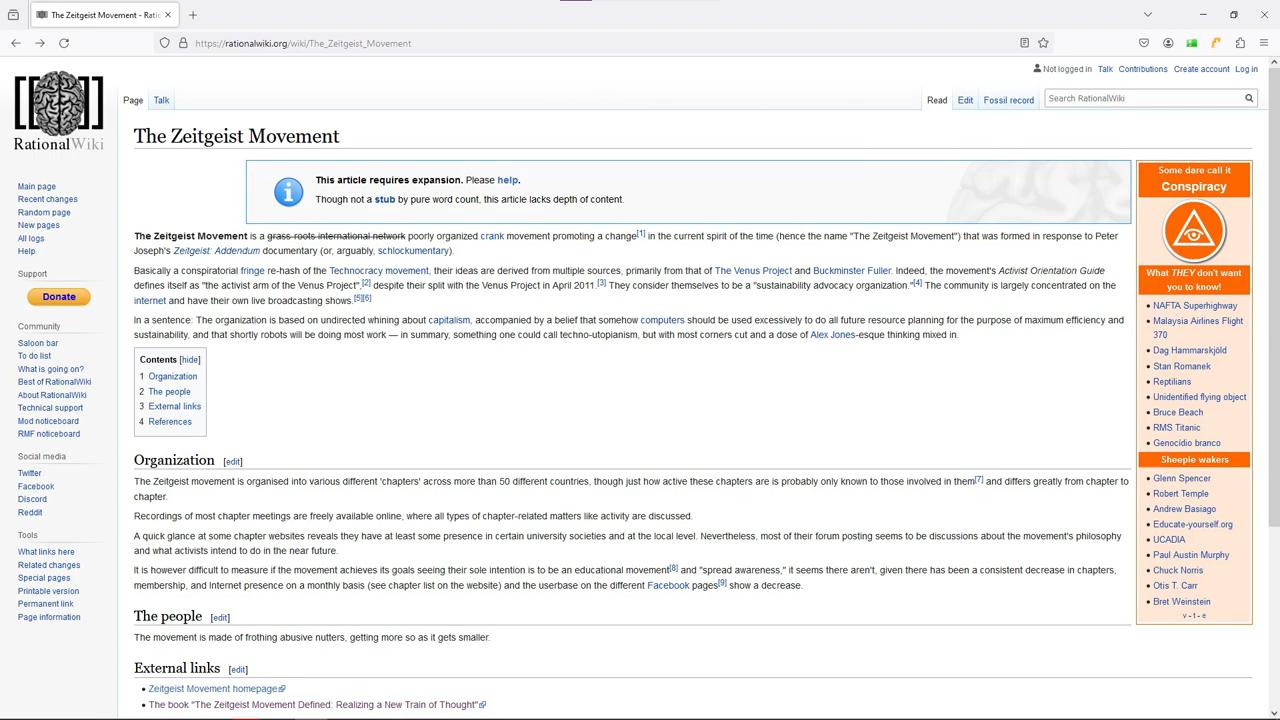 The Zeitgeist Movement - Ratio
https://rationalwiki.org/wiki/The_Zeitgeist_Movement
Not logged in Talk Contributions Create account Log in
Page Talk Read Edit Fossil record Search RationalWiki
[[ ]]
RationalWiki
Main page
Recent changes
Random page
New pages
All logs
Help
Support
Donate
Community
Saloon bar
To do list
What is going on?
Best of RationalWiki
About RationalWiki
Technical support
Mod noticeboard
RMF noticeboard
Social media
Twitter
Facebook
Discord
Reddit
Tools
What links here
Related changes
Special pages
Printable version
Permanent link
Page information
The Zeitgeist Movement
This article requires expansion. Please help.
Though not a stub by pure word count, this article lacks depth of content.
The Zeitgeist Movement is a grass-roots international network poorly organized crank movement promoting a change[1] in the current spirit of the time (hence the name "The Zeitgeist Movement") that was formed in response to Peter
Joseph's Zeitgeist: Addendum documentary (or, arguably, schlockumentary).
Basically a conspiratorial fringe re-hash of the Technocracy movement, their ideas are derived from multiple sources, primarily from that of The Venus Project and Buckminster Fuller. Indeed, the movement's Activist Orientation Guide
defines itself as "the activist arm of the Venus Project",[2] despite their split with the Venus Project in April 2011.[3] They consider themselves to be a "sustainability advocacy organization."[4] The community is largely concentrated on the
internet and have their own live broadcasting shows.[5][6]
In a sentence: The organization is based on undirected whining about capitalism, accompanied by a belief that somehow computers should be used excessively to do all future resource planning for the purpose of maximum efficiency and
sustainability, and that shortly robots will be doing most work — in summary, something one could call techno-utopianism, but with most corners cut and a dose of Alex Jones-esque thinking mixed in.
Contents [hide]
1 Organization
2 The people
3 External links
4 References
Organization [edit]
The Zeitgeist movement is organised into various different 'chapters' across more than 50 different countries, though just how active these chapters are is probably only known to those involved in them[7] and differs greatly from chapter to
chapter.
Recordings of most chapter meetings are freely available online, where all types of chapter-related matters like activity are discussed.
A quick glance at some chapter websites reveals they have at least some presence in certain university societies and at the local level. Nevertheless, most of their forum posting seems to be discussions about the movement's philosophy
and what activists intend to do in the near future.
It is however difficult to measure if the movement achieves its goals seeing their sole intention is to be an educational movement[8] and "spread awareness," it seems there aren't, given there has been a consistent decrease in chapters,
membership, and Internet presence on a monthly basis (see chapter list on the website) and the userbase on the different Facebook pages[9] show a decrease.
The people [edit]
The movement is made of frothing abusive nutters, getting more so as it gets smaller.
External links [edit]
• Zeitgeist Movement homepage
• The book "The Zeitgeist Movement Defined: Realizing a New Train of Thought"
Some dare call it
Conspiracy
What THEY don't want
you to know!
• NAFTA Superhighway
• Malaysia Airlines Flight
370
• Dag Hammarskjöld
• Stan Romanek
• Reptilians
• Unidentified flying object
• Bruce Beach
• RMS Titanic
• Genocídio branco
Sheeple wakers
• Glenn Spencer
• Robert Temple
• Andrew Basiago
• Educate-yourself.org
• UCADIA
• Paul Austin Murphy
• Chuck Norris
• Otis T. Carr
• Bret Weinstein
v - t - e